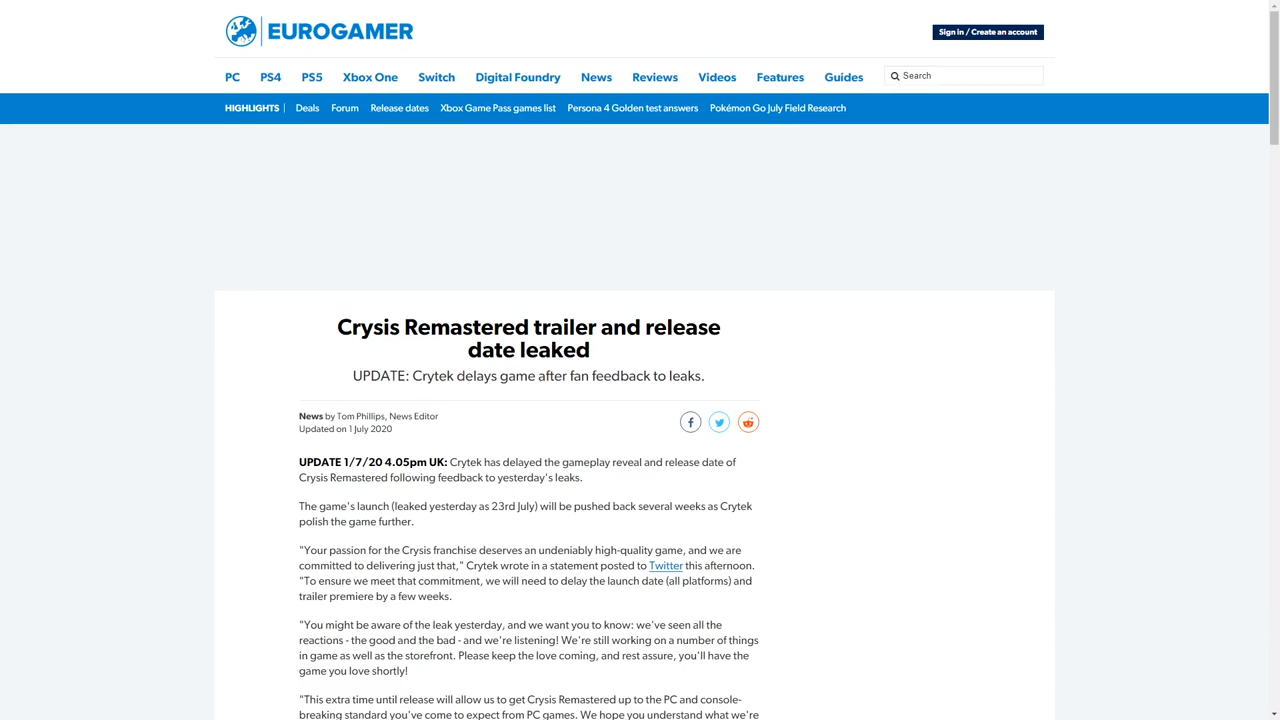 EUROGAMER
Sign in / Create an account
PC PS4 PS5 Xbox One Switch Digital Foundry News Reviews Videos Features Guides Search
HIGHLIGHTS Deals Forum Release dates Xbox Game Pass games list Persona 4 Golden test answers Pokémon Go July Field Research
Crysis Remastered trailer and release
date leaked
UPDATE: Crytek delays game after fan feedback to leaks.
News by Tom Phillips, News Editor
Updated on 1 July 2020
UPDATE 1/7/20 4.05pm UK: Crytek has delayed the gameplay reveal and release date of
Crysis Remastered following feedback to yesterday's leaks.
The game's launch (leaked yesterday as 23rd July) will be pushed back several weeks as Crytek
polish the game further.
"Your passion for the Crysis franchise deserves an undeniably high-quality game, and we are
committed to delivering just that," Crytek wrote in a statement posted to Twitter this afternoon.
"To ensure we meet that commitment, we will need to delay the launch date (all platforms) and
trailer premiere by a few weeks.
"You might be aware of the leak yesterday, and we want you to know: we've seen all the
reactions - the good and the bad - and we're listening! We're still working on a number of things
in game as well as the storefront. Please keep the love coming, and rest assure, you'll have the
game you love shortly!
"This extra time until release will allow us to get Crysis Remastered up to the PC and console-
breaking standard you've come to expect from PC games. We hope you understand what we're